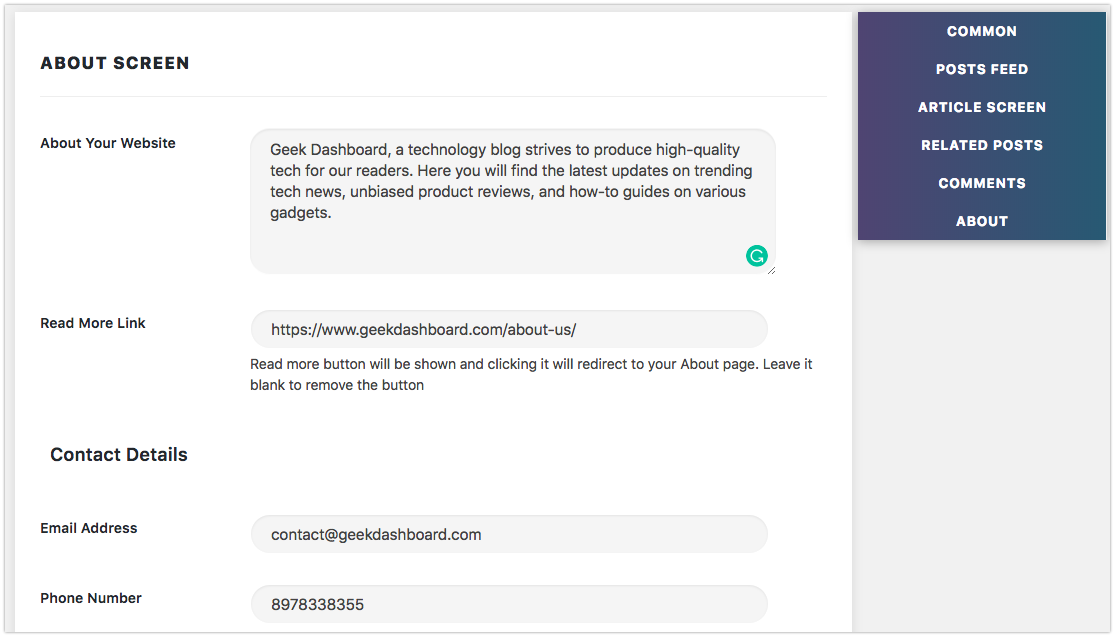 ABOUT SCREEN
About Your Website
Geek Dashboard, a technology blog strives to produce high-quality
tech for our readers. Here you will find the latest updates on trending
tech news, unbiased product reviews, and how-to guides on various
gadgets.
Read More Link
https://www.geekdashboard.com/about-us/
Read more button will be shown and clicking it will redirect to your About page. Leave it
blank to remove the button
Contact Details
Email Address
contact@geekdashboard.com
Phone Number
8978338355
COMMON
POSTS FEED
ARTICLE SCREEN
RELATED POSTS
COMMENTS
ABOUT